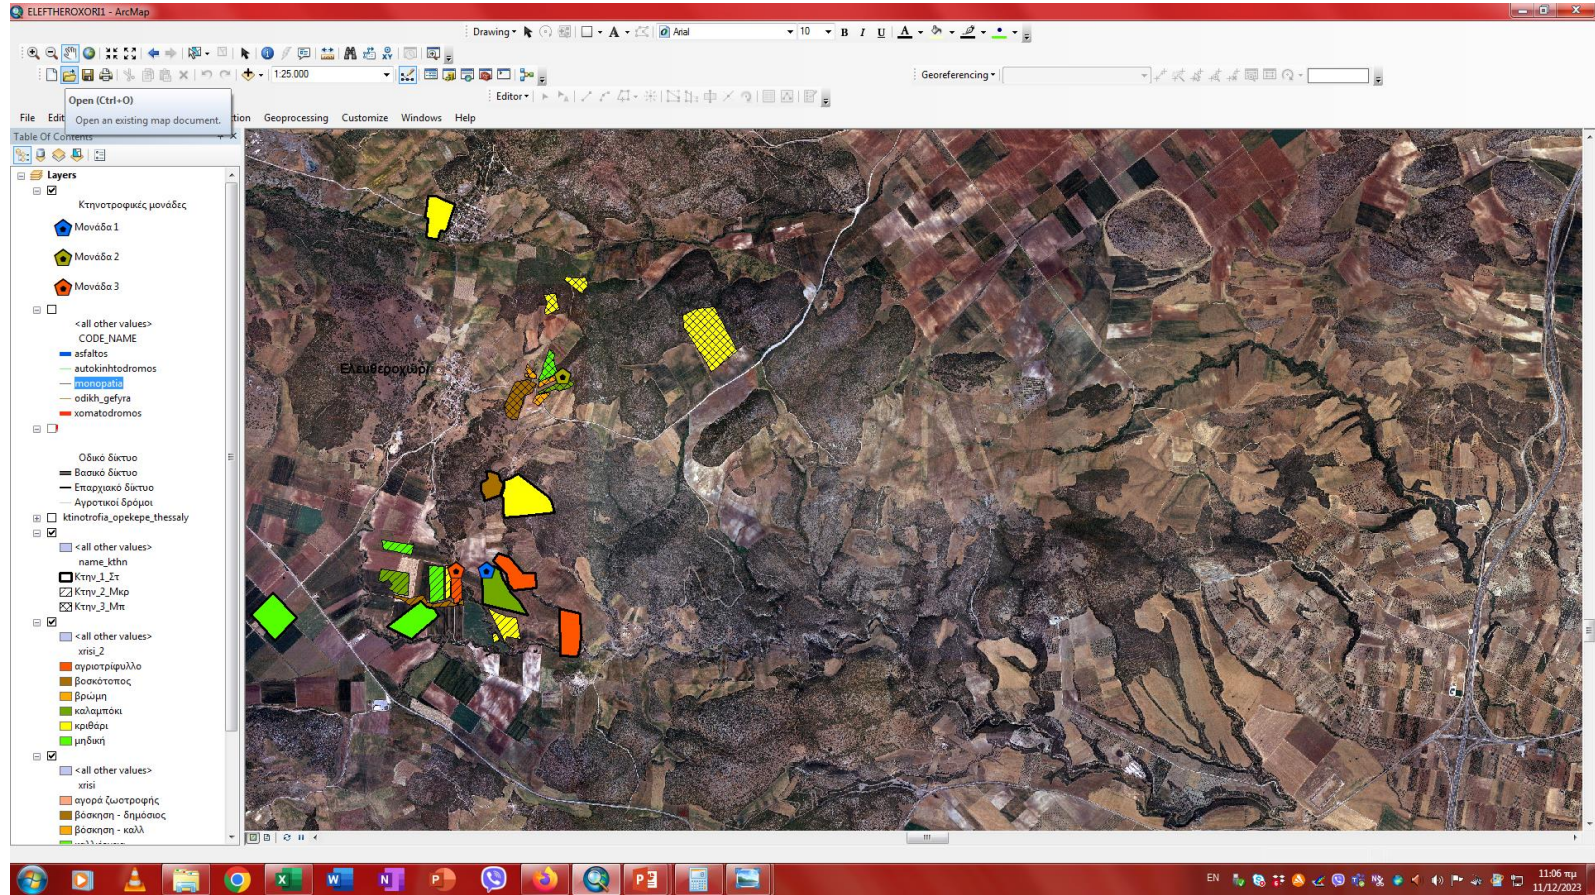 ELEFTHEROXORI1 - ArcMap
Drawing
A
Arial
10
B I U A
1:25.000
Georeferencing
Editor
Open (Ctrl+O)
Open an existing map document.
File Edit tion Geoprocessing Customize Windows Help
Table Of Contents
Layers
Κτηνοτροφικές μονάδες
Μονάδα 1
Μονάδα 2
Μονάδα 3
<all other values>
CODE_NAME
asfaltos
autokinhtodromos
monopatia
odikh_gefyra
xomatodromos
Οδικό δίκτυο
Βασικό δίκτυο
Επαρχιακό δίκτυο
Αγροτικοί δρόμοι
ktinotrofia_opekepe_thessaly
<all other values>
name_kthn
Κτην_1_Στ
Κτην_2_Μκρ
Κτην_3_Μπ
<all other values>
xrisi_2
αγριοτρίφυλλο
βοσκότοπος
βρώμη
καλαμπόκι
κριθάρι
μηδική
<all other values>
xrisi
αγορά ζωοτροφής
βόσκηση - δημόσιος
βόσκηση - καλλ
Ελευθεροχώρι
EN
11:06 πμ
11/12/2023